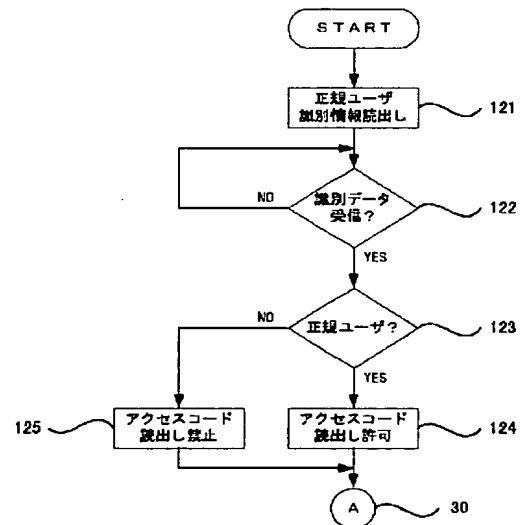 START
正規ユーザ
識別情報読出し
121
NO
識別データ
受信？
122
YES
NO
正規ユーザ？
123
YES
125
アクセスコード
読出し禁止
アクセスコード
読出し許可
124
A
30